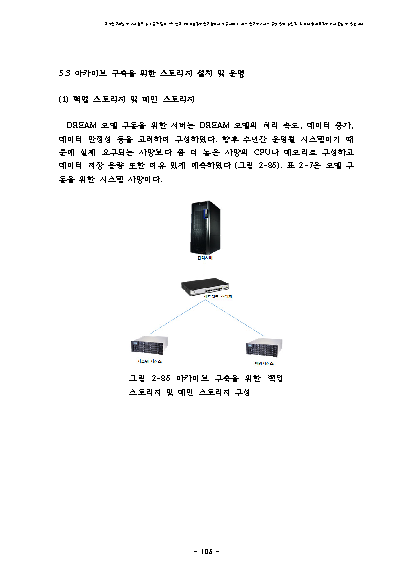 5.3 아카이브 구축을 위한 스토리지 설치 및 운영
(1) 백업 스토리지 및 메인 스토리지
DREAM 모델 구동을 위한 서버는 DREAM 모델의 처리 속도, 데이터 증가,
데이터 안정성 등을 고려하여 구성하였다. 향후 수년간 운영될 시스템이기 때
문에 실제 요구되는 사양보다 좀 더 높은 사양의 CPU나 메모리로 구성하고
데이터 저장 용량 또한 여유 있게 예측하였다 (그림 2-85). 표 2-7은 모델 구
동을 위한 시스템 사양이다.
그림 2-85 아카이브 구축을 위한 백업
스토리지 및 메인 스토리지 구성